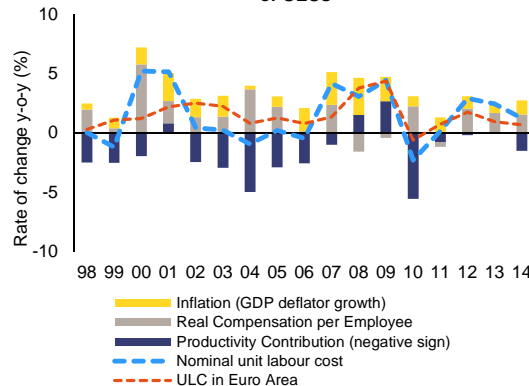 10
5
0
-5
-10
Rate of change y-o-y (%)
98 99 00 01 02 03 04 05 06 07 08 09 10 11 12 13 14
Inflation (GDP deflator growth)
Real Compensation per Employee
Productivity Contribution (negative sign)
Nominal unit labour cost
ULC in Euro Area